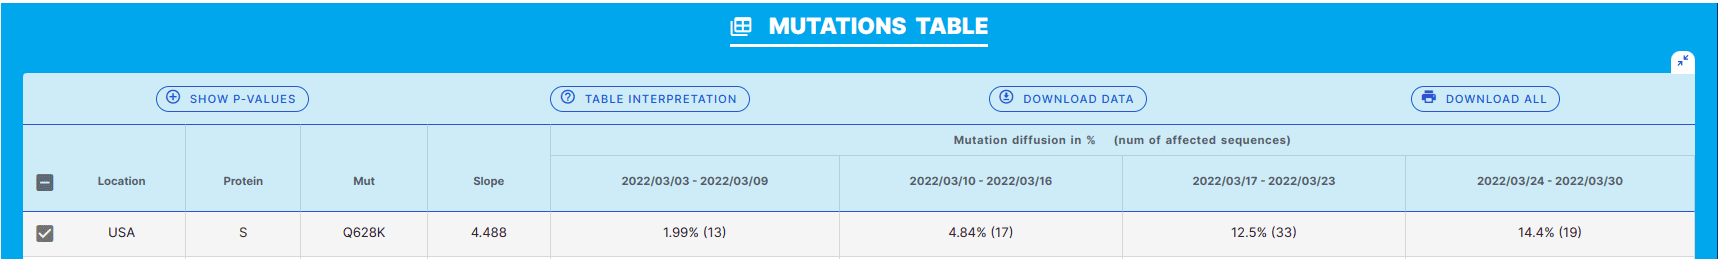 MUTATIONS TABLE
SHOW P-VALUES TABLE INTERPRETATION DOWNLOAD DATA DOWNLOAD ALL
Mutation diffusion in % (num of affected sequences)
Location Protein Mut Slope 2022/03/03 - 2022/03/09 2022/03/10 - 2022/03/16 2022/03/17 - 2022/03/23 2022/03/24 - 2022/03/30
USA S Q628K 4.488 1.99% (13) 4.84% (17) 12.5% (33) 14.4% (19)